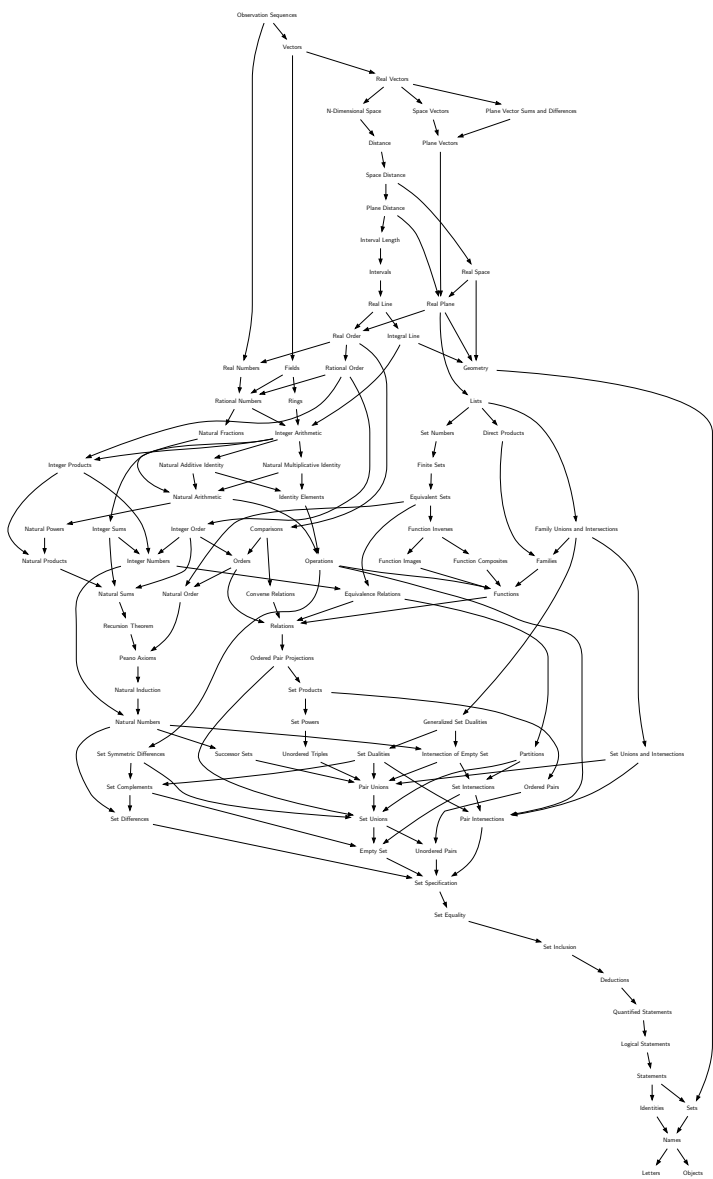 Observation Sequences
Vectors
Real Vectors
N-Dimensional Space
Space Vectors
Plane Vector Sums and Differences
Distance
Plane Vectors
Space Distance
Plane Distance
Interval Length
Intervals
Real Space
Real Line
Real Plane
Real Order
Integral Line
Real Numbers
Fields
Rational Order
Geometry
Rational Numbers
Rings
Lists
Natural Fractions
Integer Arithmetic
Set Numbers
Direct Products
Integer Products
Natural Additive Identity
Natural Multiplicative Identity
Finite Sets
Natural Arithmetic
Identity Elements
Equivalent Sets
Natural Powers
Integer Sums
Integer Order
Comparisons
Function Inverses
Family Unions and Intersections
Natural Products
Integer Numbers
Orders
Operations
Function Images
Function Composites
Families
Natural Sums
Natural Order
Converse Relations
Equivalence Relations
Functions
Recursion Theorem
Relations
Peano Axioms
Ordered Pair Projections
Natural Induction
Set Products
Natural Numbers
Set Powers
Generalized Set Dualities
Set Symmetric Differences
Successor Sets
Unordered Triples
Set Dualities
Intersection of Empty Set
Partitions
Set Unions and Intersections
Set Complements
Pair Unions
Set Intersections
Ordered Pairs
Set Differences
Set Unions
Pair Intersections
Empty Set
Unordered Pairs
Set Specification
Set Equality
Set Inclusion
Deductions
Quantified Statements
Logical Statements
Statements
Identities
Sets
Names
Letters
Objects